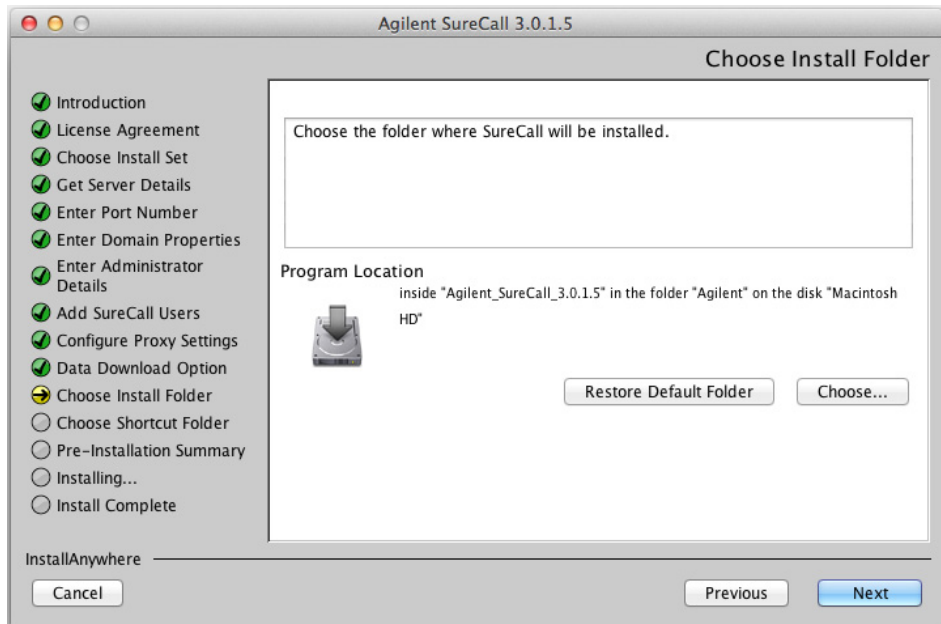 Agilent SureCall 3.0.1.5
Choose Install Folder
Introduction
License Agreement
Choose Install Set
Get Server Details
Enter Port Number
Enter Domain Properties
Enter Administrator
Details
Add SureCall Users
Configure Proxy Settings
Data Download Option
Choose Install Folder
Choose Shortcut Folder
Pre-Installation Summary
Installing...
Install Complete
Choose the folder where SureCall will be installed.
Program Location
inside "Agilent_SureCall_3.0.1.5" in the folder "Agilent" on the disk "Macintosh
HD"
Restore Default Folder
Choose...
InstallAnywhere
Cancel
Previous
Next